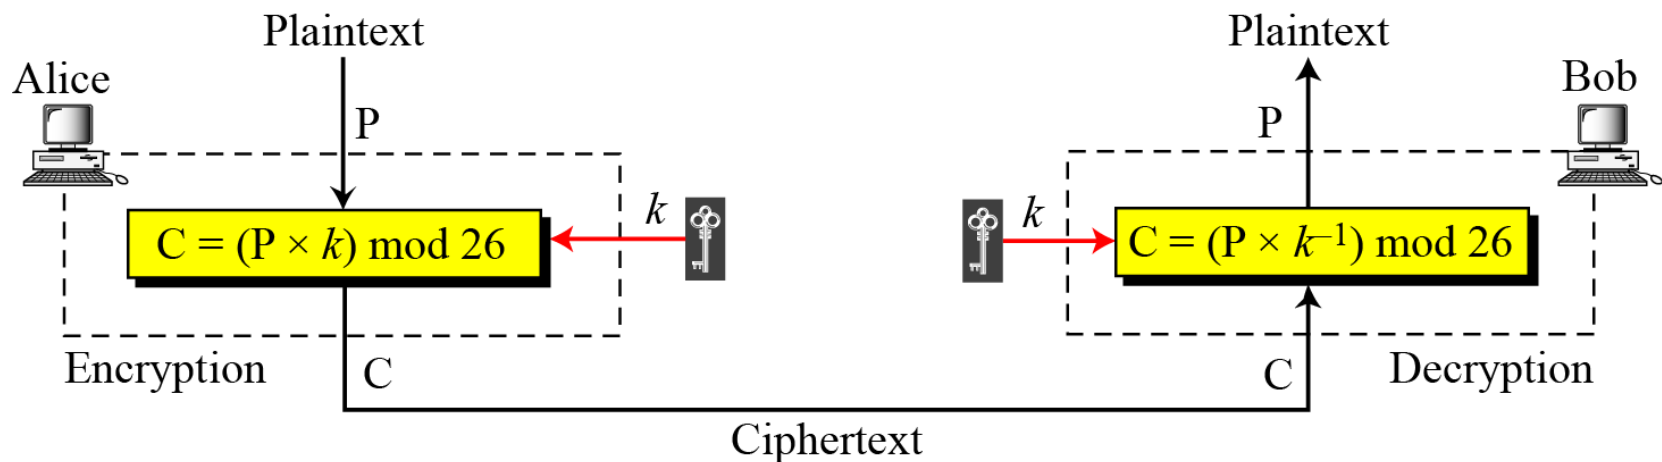 Plaintext
Plaintext
Alice
Bob
P
P
k
k
C = (P × k) mod 26
C = (P × k⁻¹) mod 26
Encryption
C
C
Decryption
Ciphertext